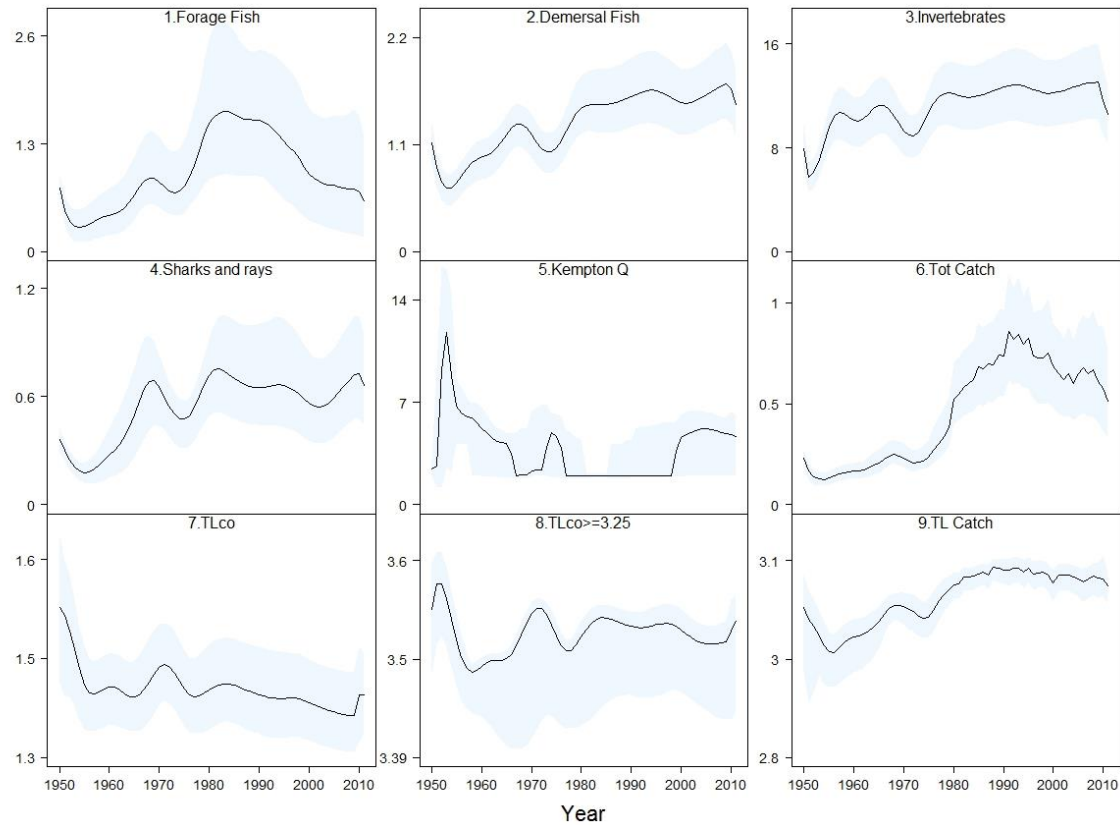 1.Forage Fish
2.6
1.3
0
2.Demersal Fish
2.2
1.1
0
3.Invertebrates
16
8
0
4.Sharks and rays
1.2
0.6
0
5.Kempton Q
14
7
0
6.Tot Catch
1
0.5
0
7.TLco
1.6
1.5
1.3
1950 1960 1970 1980 1990 2000 2010
8.TLco>=3.25
3.6
3.5
3.39
1950 1960 1970 1980 1990 2000 2010
9.TL Catch
3.1
3
2.8
1950 1960 1970 1980 1990 2000 2010
Year